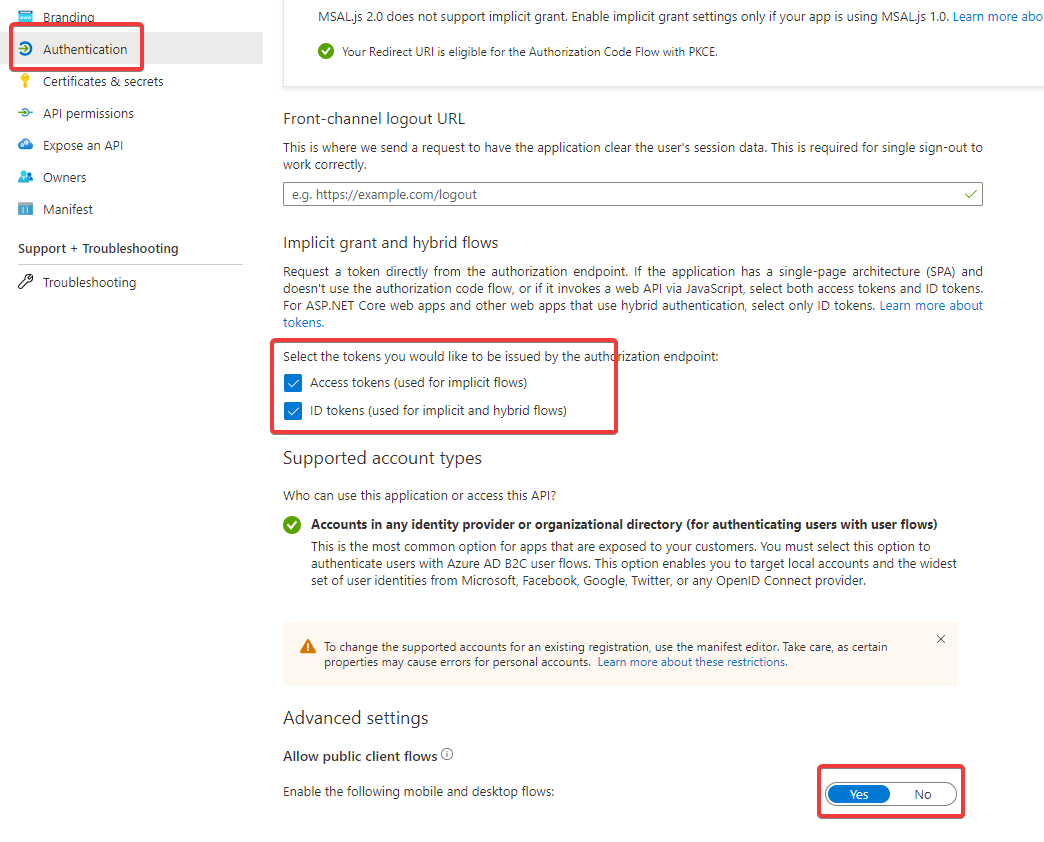 Branding
Authentication
Certificates & secrets
API permissions
Expose an API
Owners
Manifest
Support + Troubleshooting
Troubleshooting
MSAL.js 2.0 does not support implicit grant. Enable implicit grant settings only if your app is using MSAL.js 1.0. Learn more abo
Your Redirect URI is eligible for the Authorization Code Flow with PKCE.
Front-channel logout URL
This is where we send a request to have the application clear the user's session data. This is required for single sign-out to
work correctly.
e.g. https://example.com/logout
Implicit grant and hybrid flows
Request a token directly from the authorization endpoint. If the application has a single-page architecture (SPA) and
doesn't use the authorization code flow, or if it invokes a web API via JavaScript, select both access tokens and ID tokens.
For ASP.NET Core web apps and other web apps that use hybrid authentication, select only ID tokens. Learn more about
tokens.
Select the tokens you would like to be issued by the authorization endpoint:
Access tokens (used for implicit flows)
ID tokens (used for implicit and hybrid flows)
Supported account types
Who can use this application or access this API?
Accounts in any identity provider or organizational directory (for authenticating users with user flows)
This is the most common option for apps that are exposed to your customers. You must select this option to
authenticate users with Azure AD B2C user flows. This option enables you to target local accounts and the widest
set of user identities from Microsoft, Facebook, Google, Twitter, or any OpenID Connect provider.
To change the supported accounts for an existing registration, use the manifest editor. Take care, as certain
properties may cause errors for personal accounts. Learn more about these restrictions.
Advanced settings
Allow public client flows
Enable the following mobile and desktop flows:
Yes No